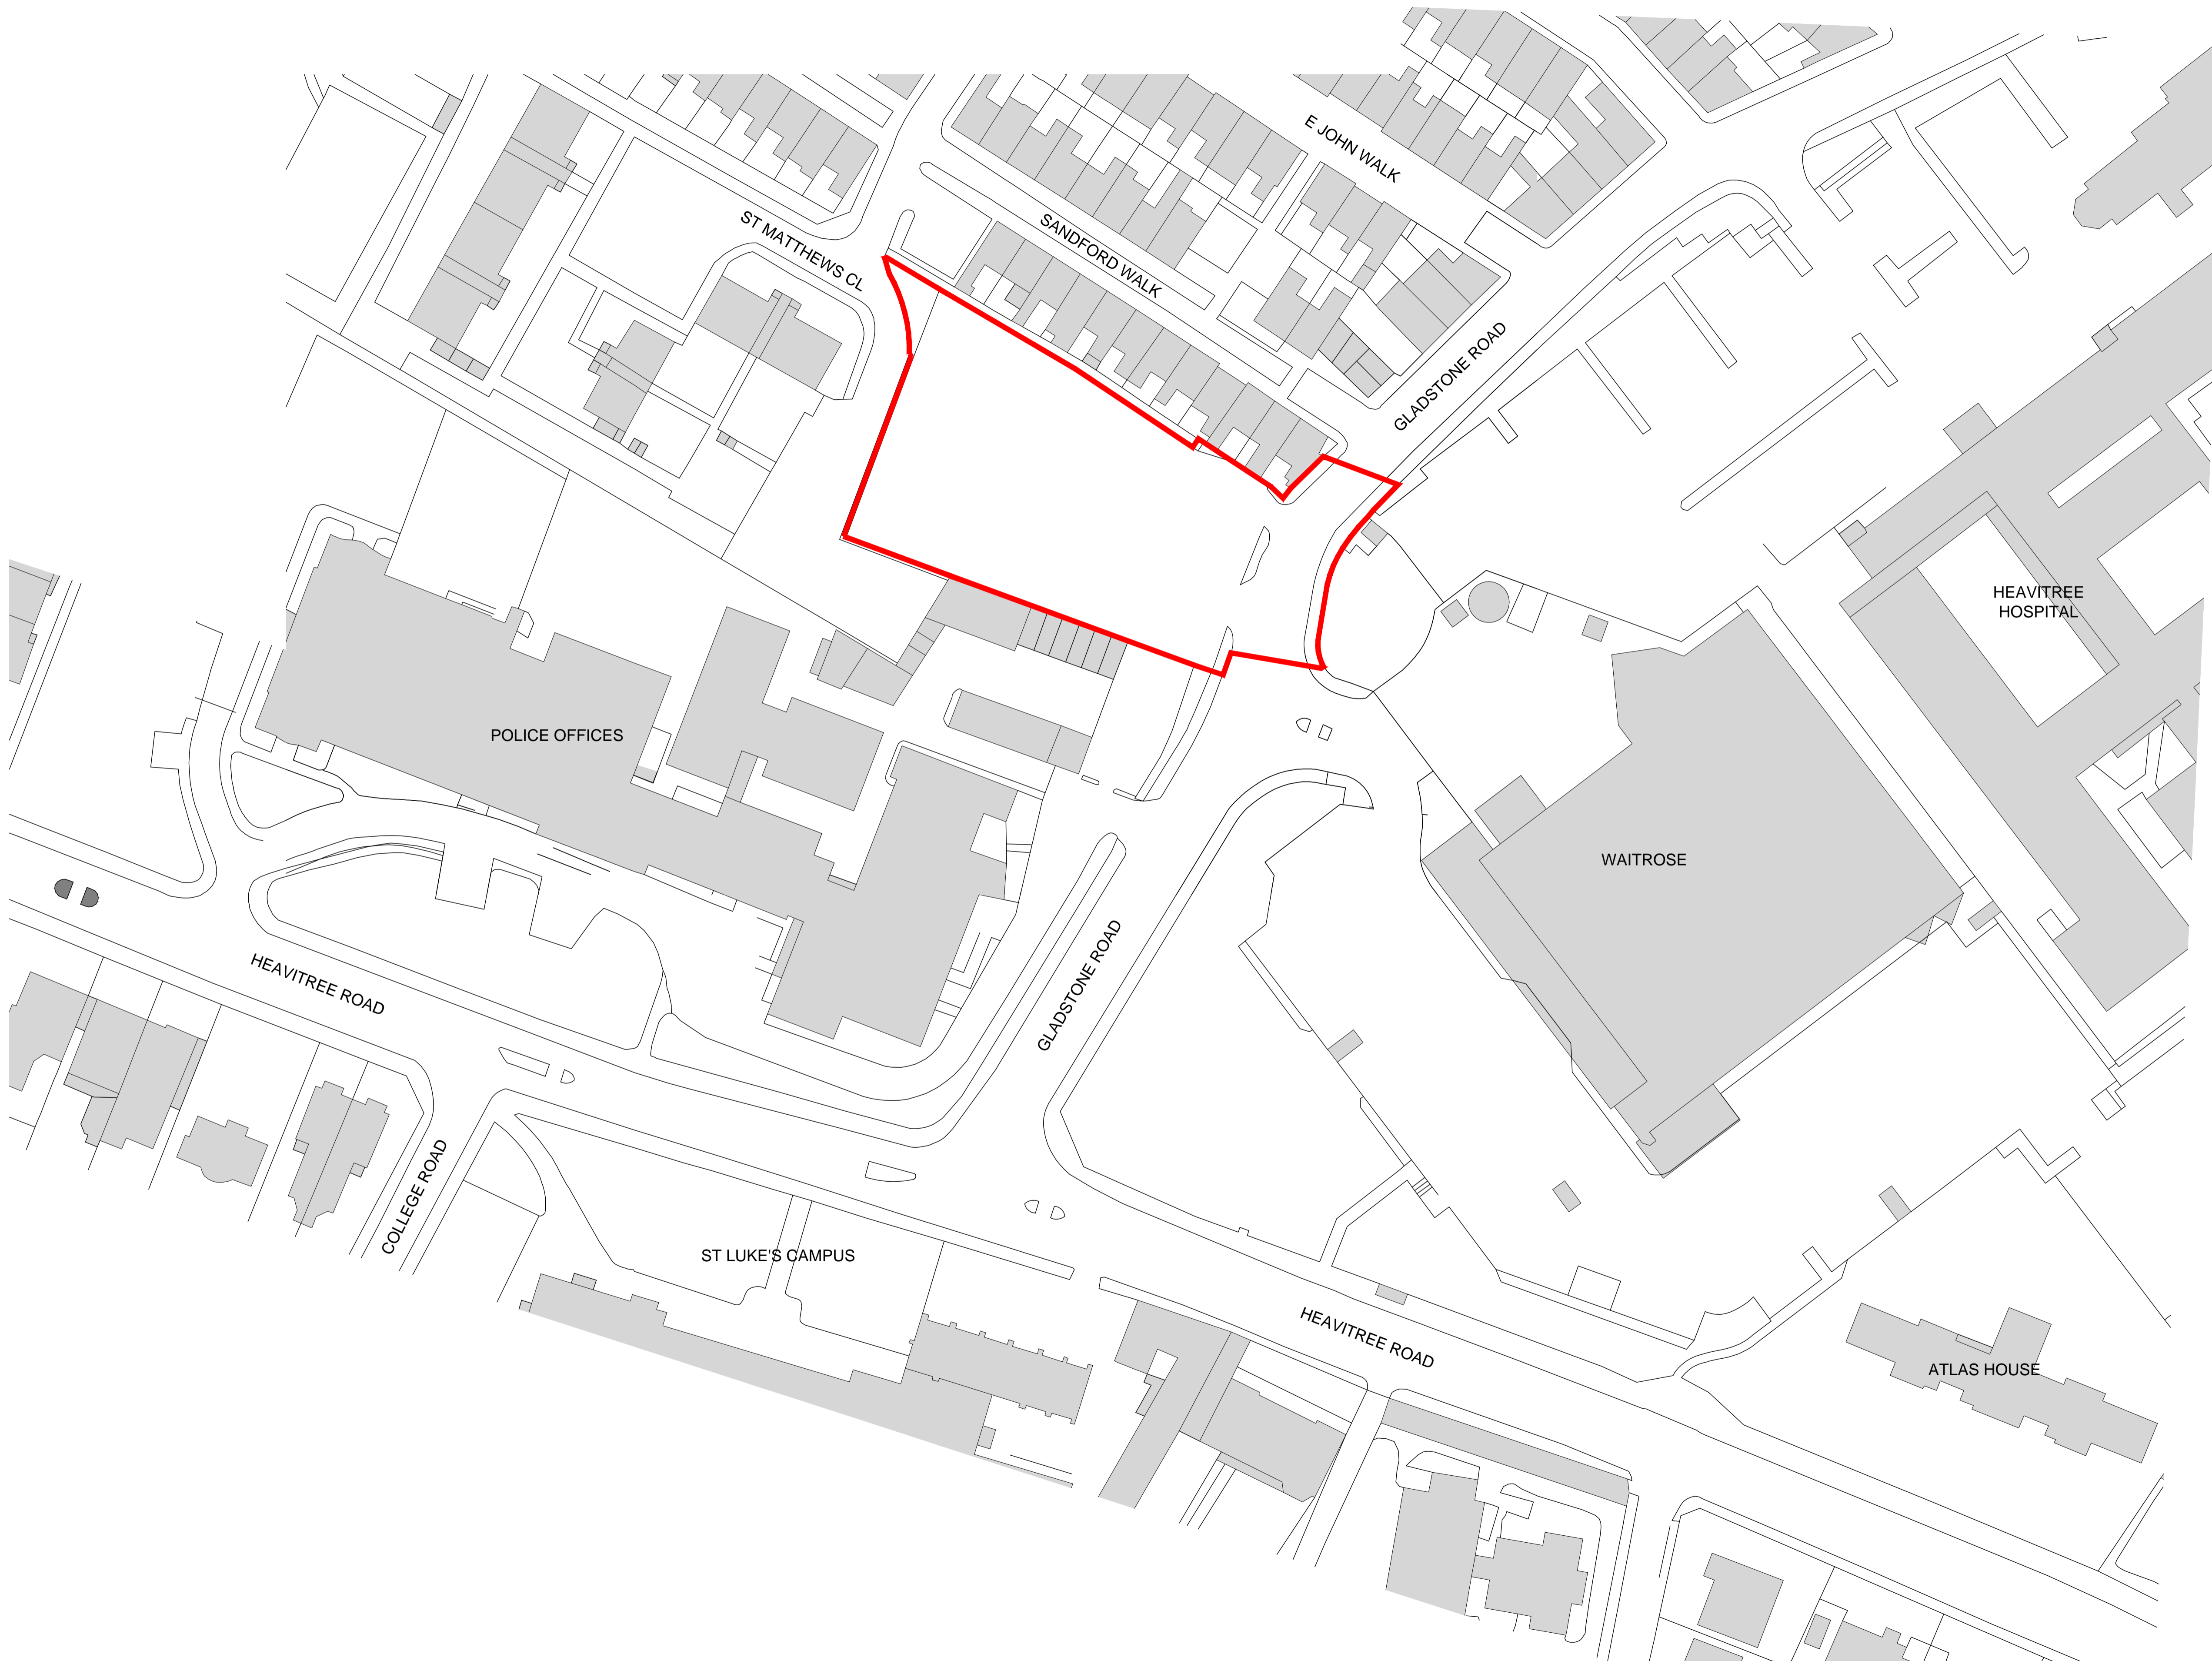 E JOHN WALK
ST MATTHEWS CL
SANDFORD WALK
GLADSTONE ROAD
HEAVITREE
HOSPITAL
POLICE OFFICES
WAITROSE
HEAVITREE ROAD
GLADSTONE ROAD
COLLEGE ROAD
ST LUKE'S CAMPUS
HEAVITREE ROAD
ATLAS HOUSE